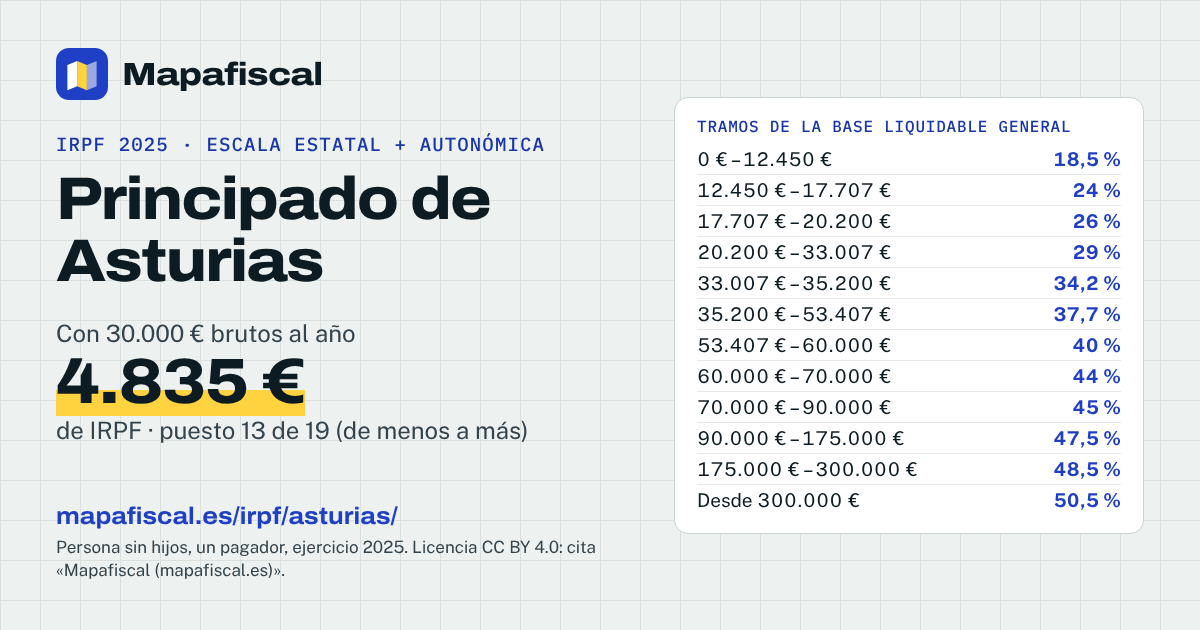 Mapafiscal
IRPF 2025 · ESCALA ESTATAL + AUTONÓMICA
Principado de
Asturias
Con 30.000 € brutos al año
4.835 €
de IRPF · puesto 13 de 19 (de menos a más)
mapafiscal.es/irpf/asturias/
Persona sin hijos, un pagador, ejercicio 2025. Licencia CC BY 4.0: cita
«Mapafiscal (mapafiscal.es)».
TRAMOS DE LA BASE LIQUIDABLE GENERAL
0 €–12.450 € 18,5 %
12.450 €–17.707 € 24 %
17.707 €–20.200 € 26 %
20.200 €–33.007 € 29 %
33.007 €–35.200 € 34,2 %
35.200 €–53.407 € 37,7 %
53.407 €–60.000 € 40 %
60.000 €–70.000 € 44 %
70.000 €–90.000 € 45 %
90.000 €–175.000 € 47,5 %
175.000 €–300.000 € 48,5 %
Desde 300.000 € 50,5 %